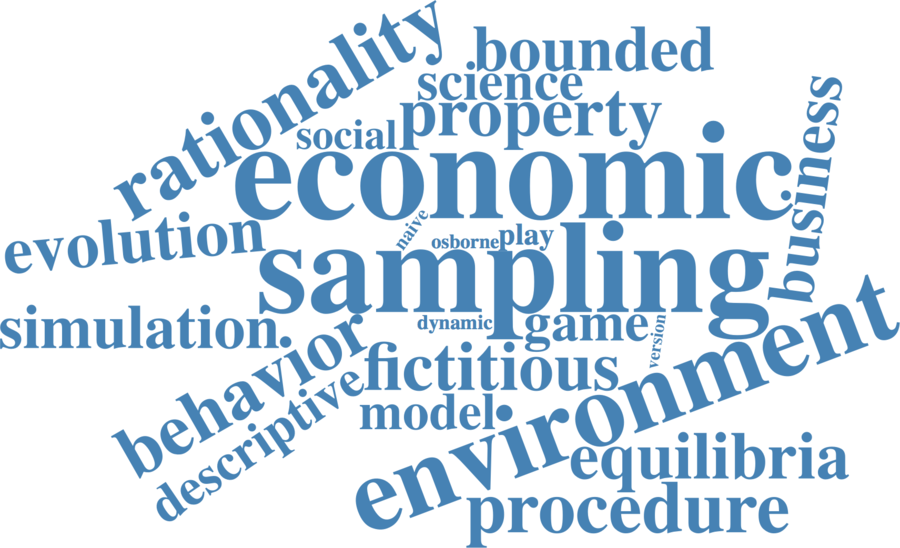 rationality
bounded
science
property
social
economic
business
evolution
naive
osborne
play
sampling
simulation
dynamic
game
version
behavior
fictitious
descriptive
model
environment
equilibria
procedure